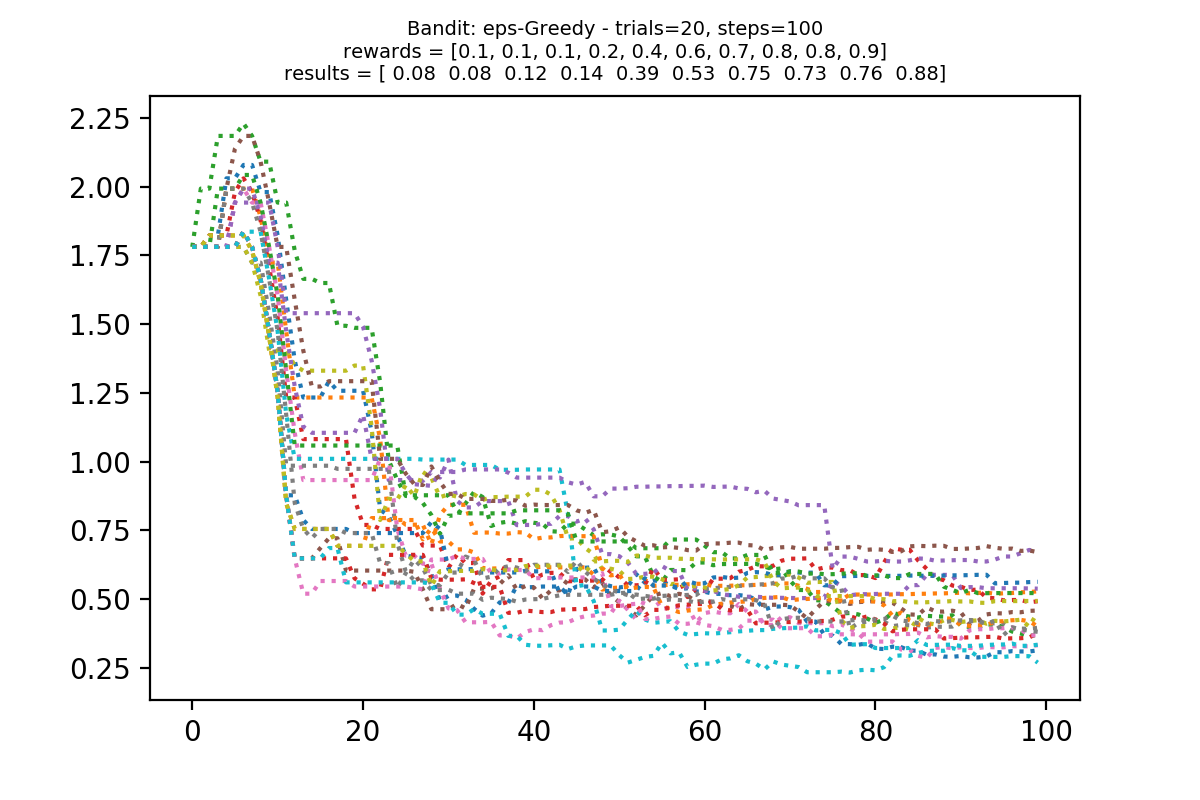 Bandit: eps-Greedy - trials=20, steps=100
rewards = [0.1, 0.1, 0.1, 0.2, 0.4, 0.6, 0.7, 0.8, 0.8, 0.9]
results = [ 0.08 0.08 0.12 0.14 0.39 0.53 0.75 0.73 0.76 0.88]
2.25
2.00
1.75
1.50
1.25
1.00
0.75
0.50
0.25
0 20 40 60 80 100